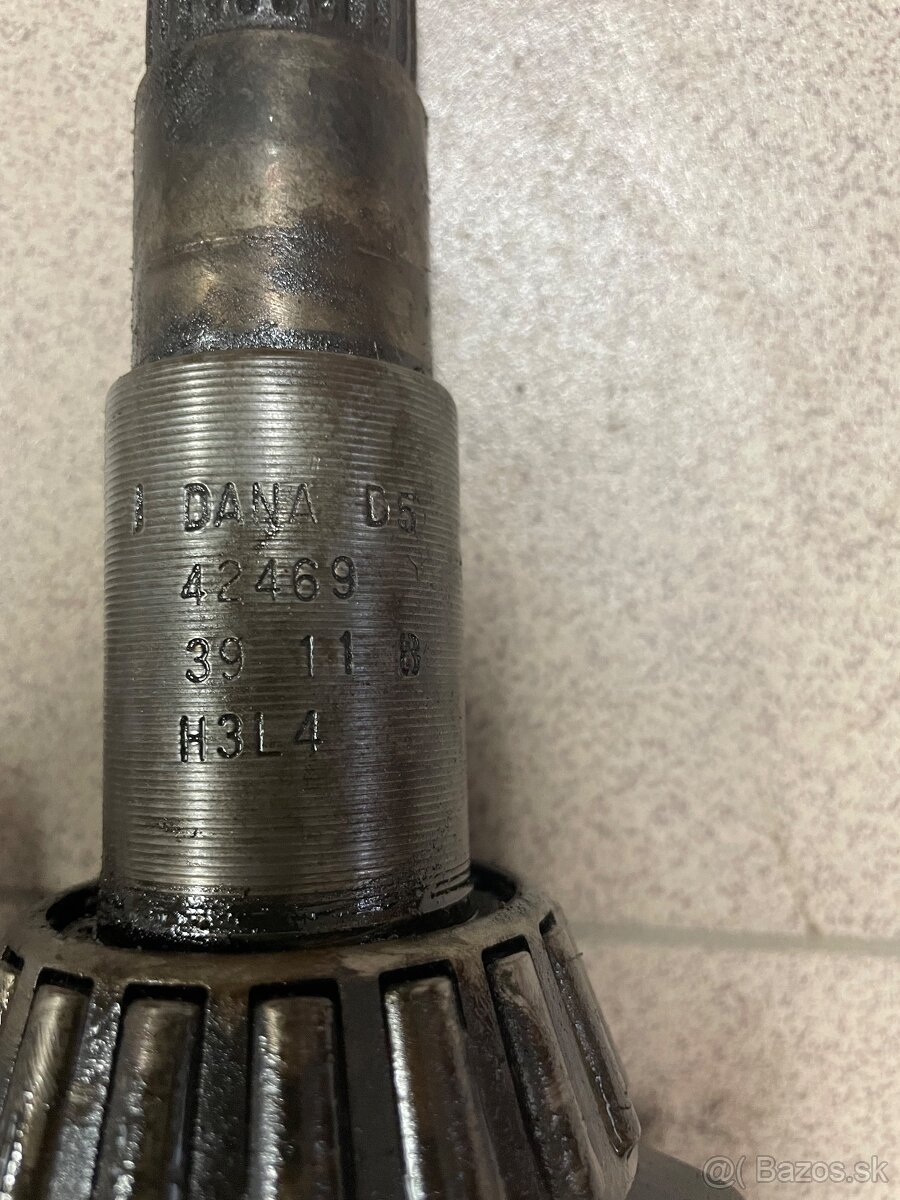 J DANA D5
42469
39 11 B
H3L4
@( Bazos.sk